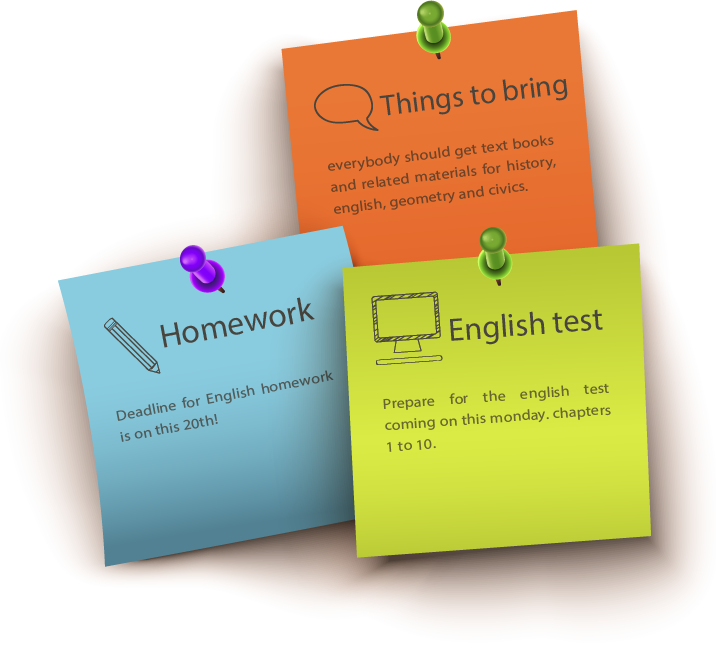 Things to bring
everybody should get text books
and related materials for history,
english, geometry and civics.
Homework
Deadline for English homework
is on this 20th!
English test
Prepare for the english test
coming on this monday. chapters
1 to 10.